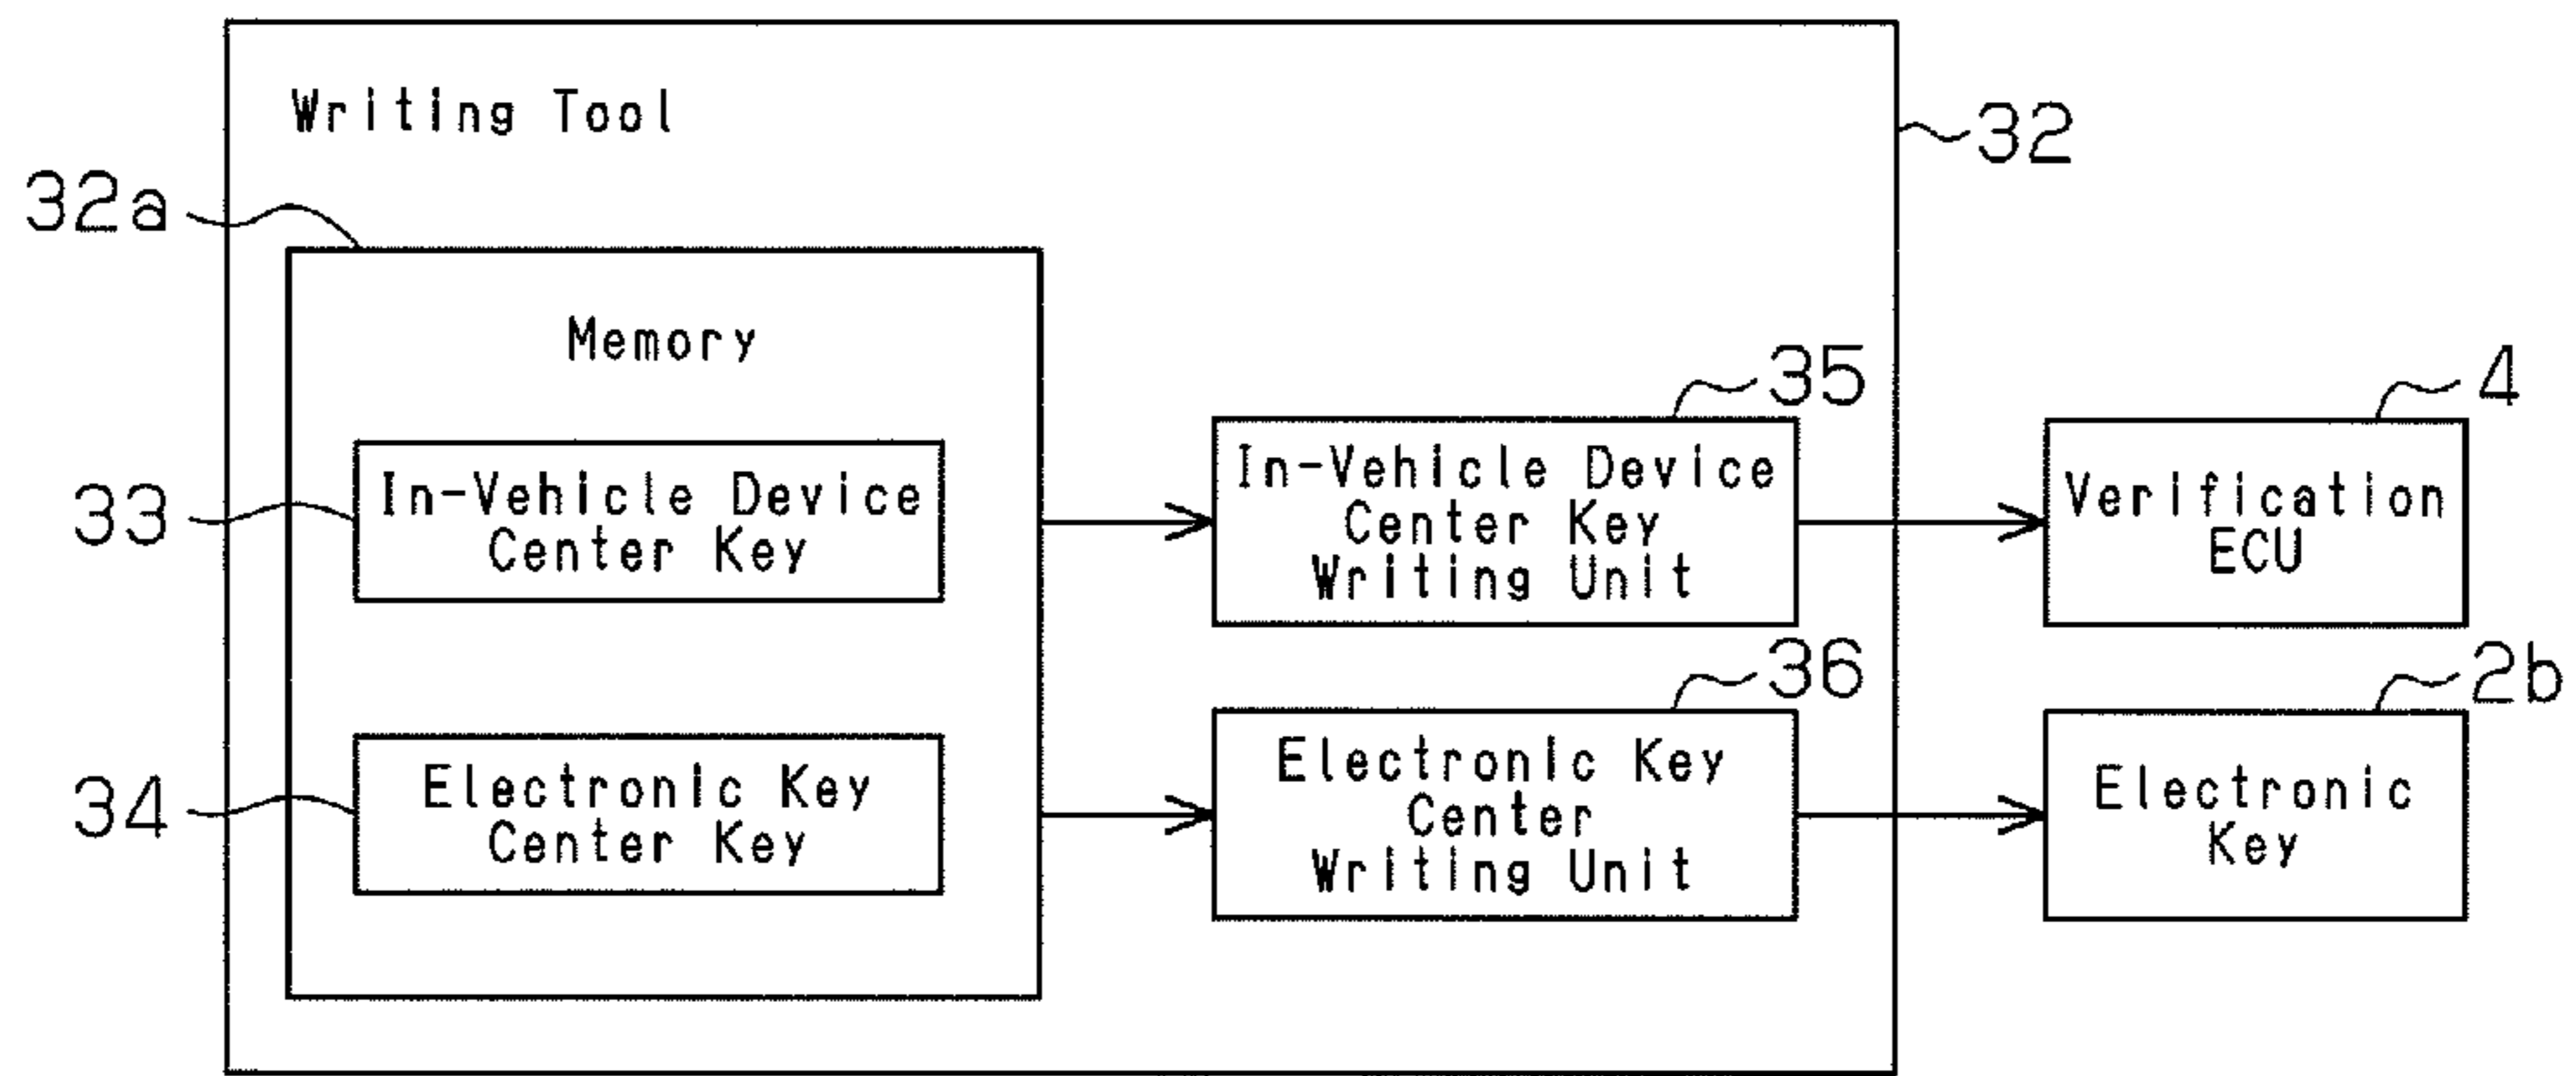 Writing Tool
32
32a
Memory
35
4
In-Vehicle Device
Center Key
33
In-Vehicle Device
Center Key
Writing Unit
Verification
ECU
36
2b
Electronic Key
Center Key
34
Electronic Key
Center
Writing Unit
Electronic
Key